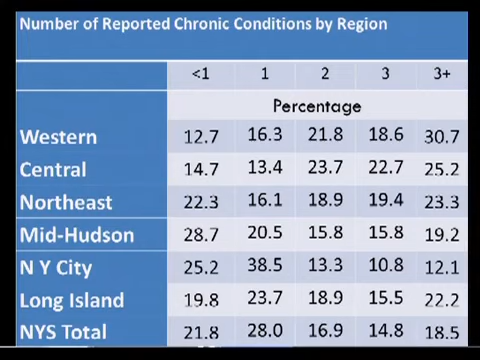 Number of Reported Chronic Conditions by Region
<1 1 2 3 3+
Percentage
Western 12.7 16.3 21.8 18.6 30.7
Central 14.7 13.4 23.7 22.7 25.2
Northeast 22.3 16.1 18.9 19.4 23.3
Mid-Hudson 28.7 20.5 15.8 15.8 19.2
N Y City 25.2 38.5 13.3 10.8 12.1
Long Island 19.8 23.7 18.9 15.5 22.2
NYS Total 21.8 28.0 16.9 14.8 18.5